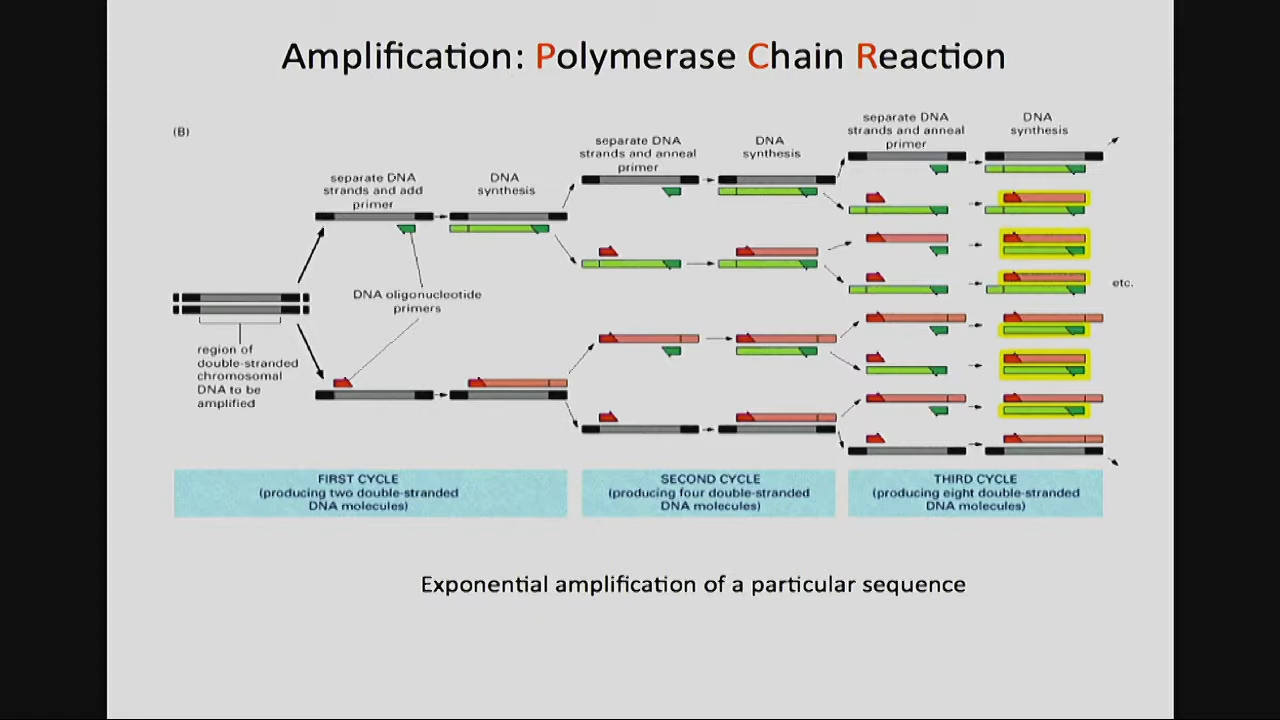 Amplification: Polymerase Chain Reaction
(B)
separate DNA
strands and add
primer
DNA
synthesis
separate DNA
strands and anneal
primer
DNA
synthesis
separate DNA
strands and anneal
primer
DNA
synthesis
DNA oligonucleotide
primers
region of
double-stranded
chromosomal
DNA to be
amplified
etc.
FIRST CYCLE
(producing two double-stranded
DNA molecules)
SECOND CYCLE
(producing four double-stranded
DNA molecules)
THIRD CYCLE
(producing eight double-stranded
DNA molecules)
Exponential amplification of a particular sequence